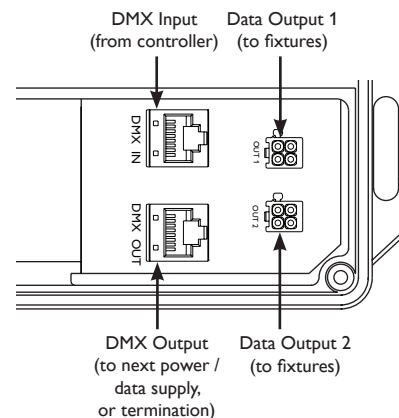 DMX Input
(from controller)
Data Output 1
(to fixtures)
DMX IN
OUT 1
DMX OUT
OUT 2
DMX Output
(to next power /
data supply,
or termination)
Data Output 2
(to fixtures)